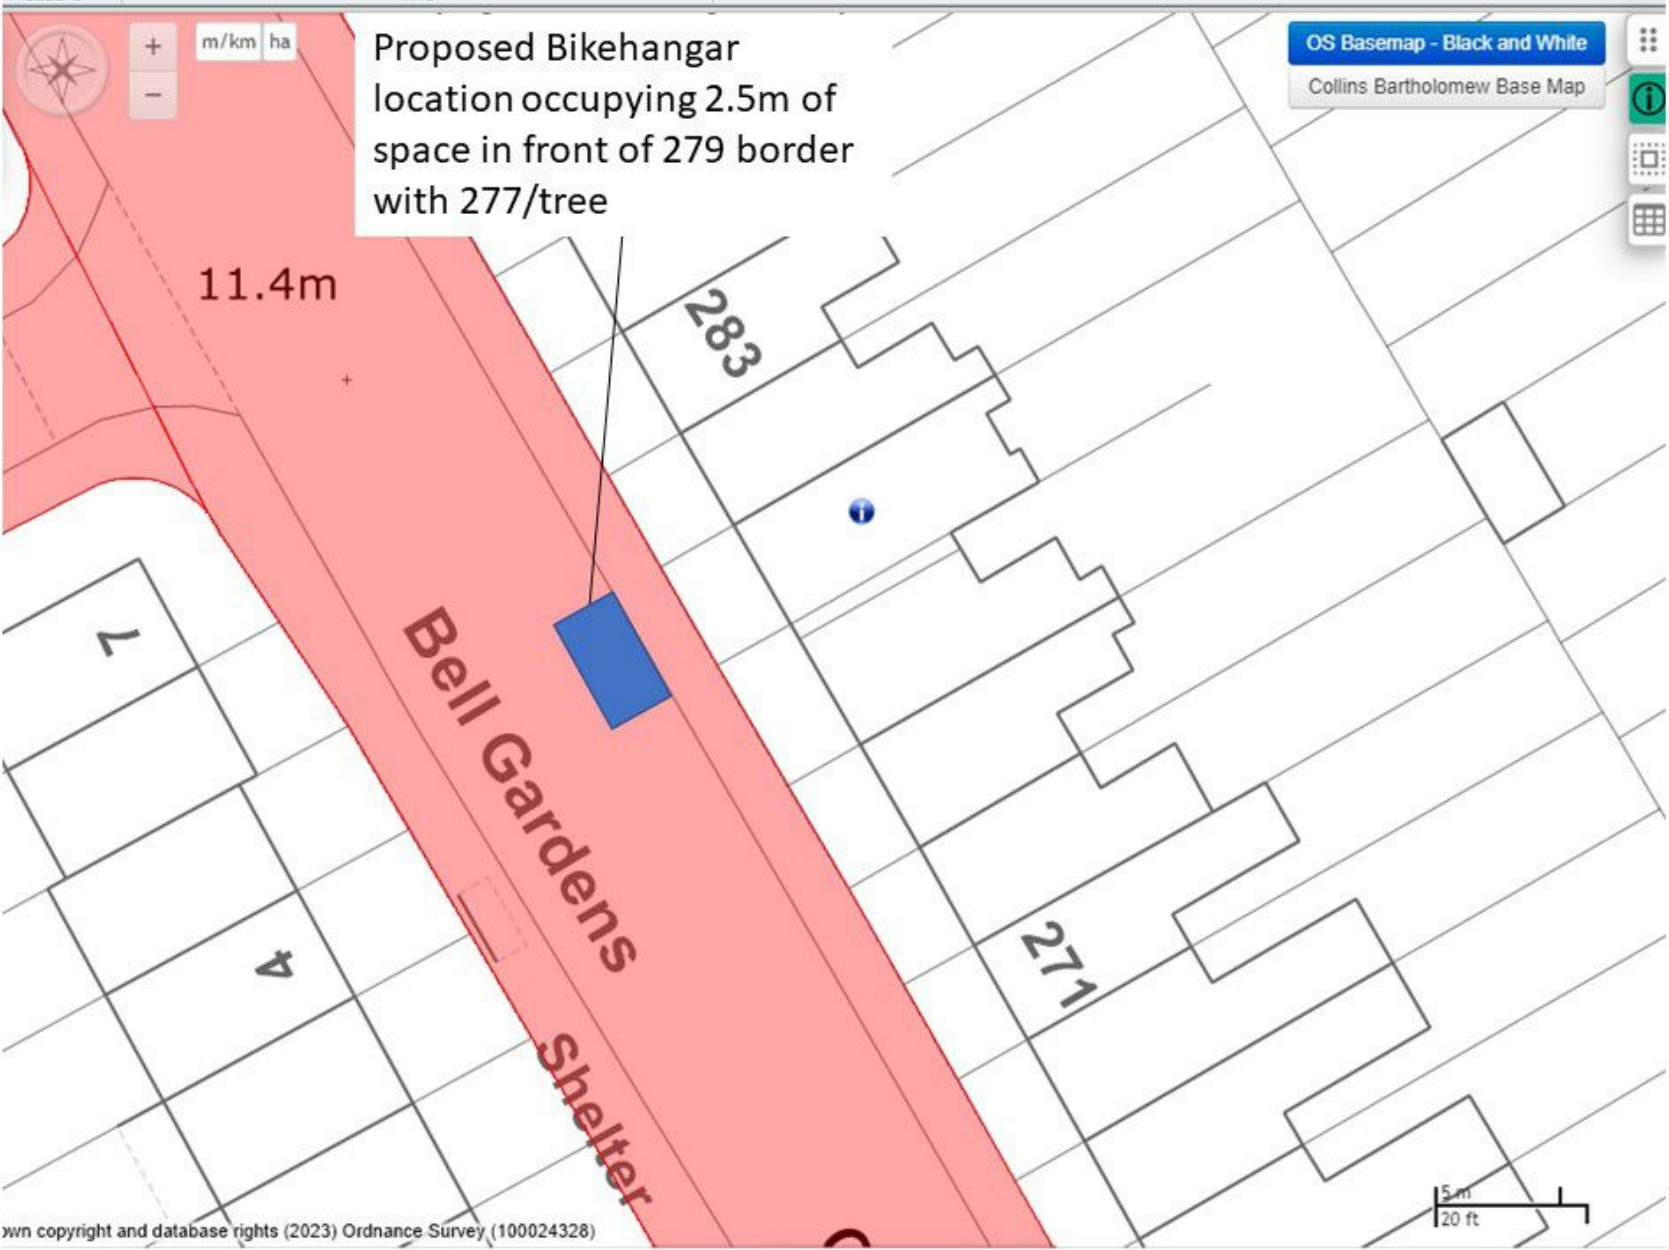 m/km ha
Proposed Bikehangar
location occupying 2.5m of
space in front of 279 border
with 277/tree
OS Basemap - Black and White
Collins Bartholomew Base Map
11.4m
283
7
Bell Gardens
4
271
Shelter
5 m
20 ft
own copyright and database rights (2023) Ordnance Survey (100024328)